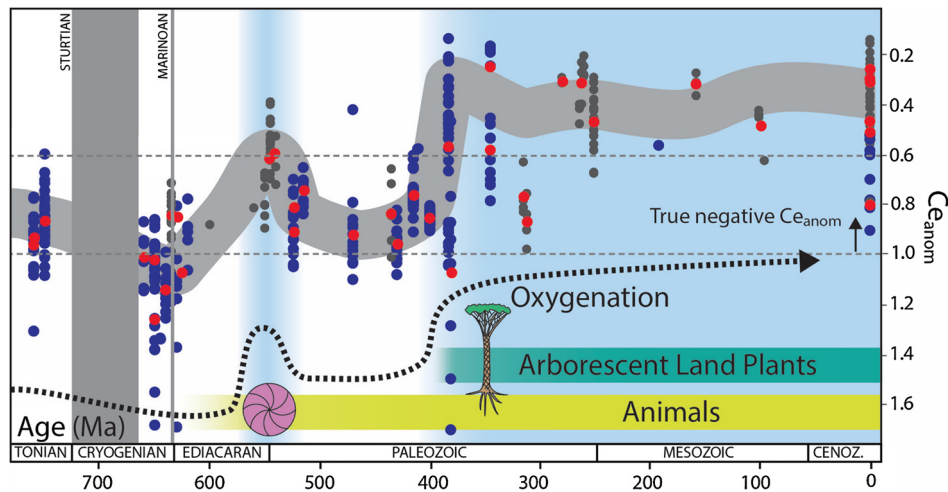 STURTIAN
MARINOAN
0.2
0.4
0.6
0.8
1.0
1.2
1.4
1.6
Ce anom
True negative Ce anom
Oxygenation
Arborescent Land Plants
Animals
Age (Ma)
TONIAN CRYOGENIAN EDIACARAN PALEOZOIC MESOZOIC CENOZ.
700 600 500 400 300 200 100 0